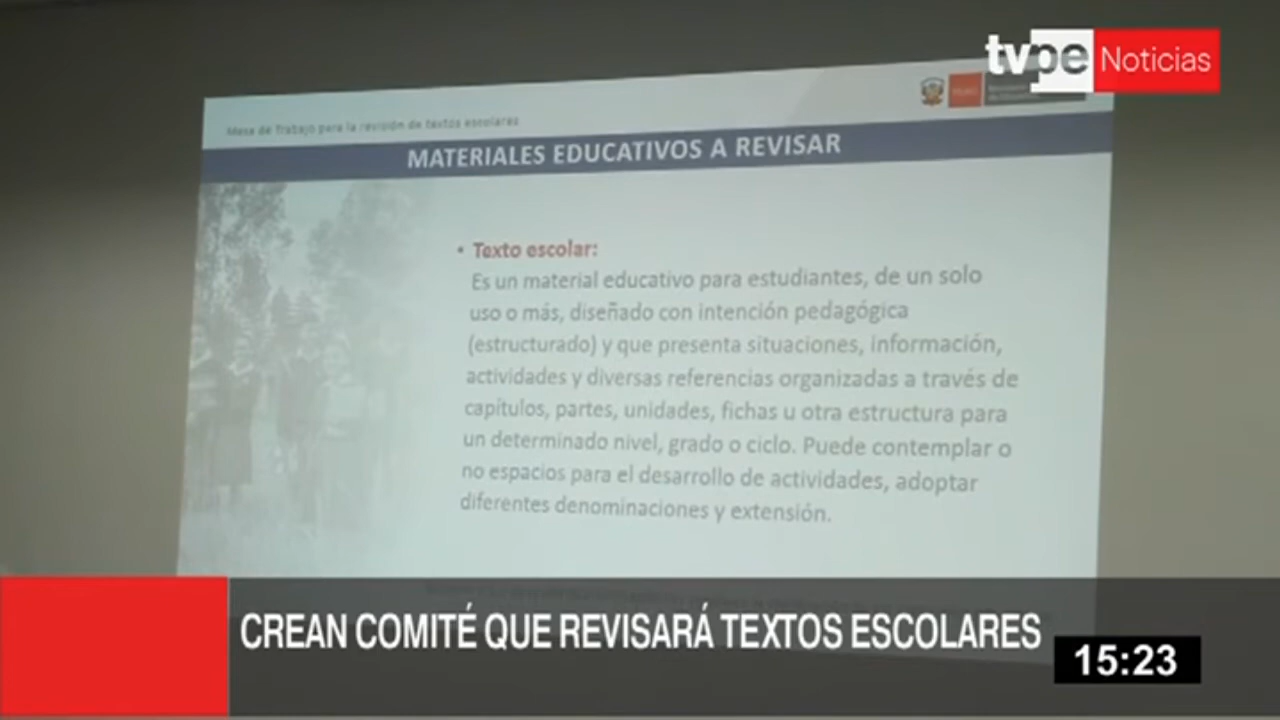 tvpe Noticias
Mesa de Trabajo para la revisión de textos escolares
MATERIALES EDUCATIVOS A REVISAR
• Texto escolar:
Es un material educativo para estudiantes, de un solo
uso o más, diseñado con intención pedagógica
(estructurado) y que presenta situaciones, información,
actividades y diversas referencias organizadas a través de
capítulos, partes, unidades, fichas u otra estructura para
un determinado nivel, grado o ciclo. Puede contemplar o
no espacios para el desarrollo de actividades, adoptar
diferentes denominaciones y extensión.
CREAN COMITÉ QUE REVISARÁ TEXTOS ESCOLARES
15:23